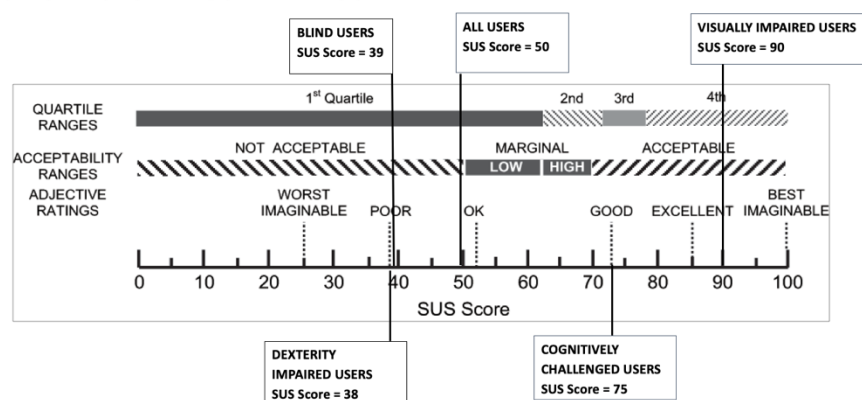 BLIND USERS
SUS Score = 39
ALL USERS
SUS Score = 50
VISUALLY IMPAIRED USERS
SUS Score = 90
QUARTILE
RANGES
1st Quartile
2nd
3rd
4th
ACCEPTABILITY
RANGES
NOT ACCEPTABLE
MARGINAL
LOW
HIGH
ACCEPTABLE
ADJECTIVE
RATINGS
WORST
IMAGINABLE
POOR
OK
GOOD
EXCELLENT
BEST
IMAGINABLE
0 10 20 30 40 50 60 70 80 90 100
SUS Score
DEXTERITY
IMPAIRED USERS
SUS Score = 38
COGNITIVELY
CHALLENGED USERS
SUS Score = 75